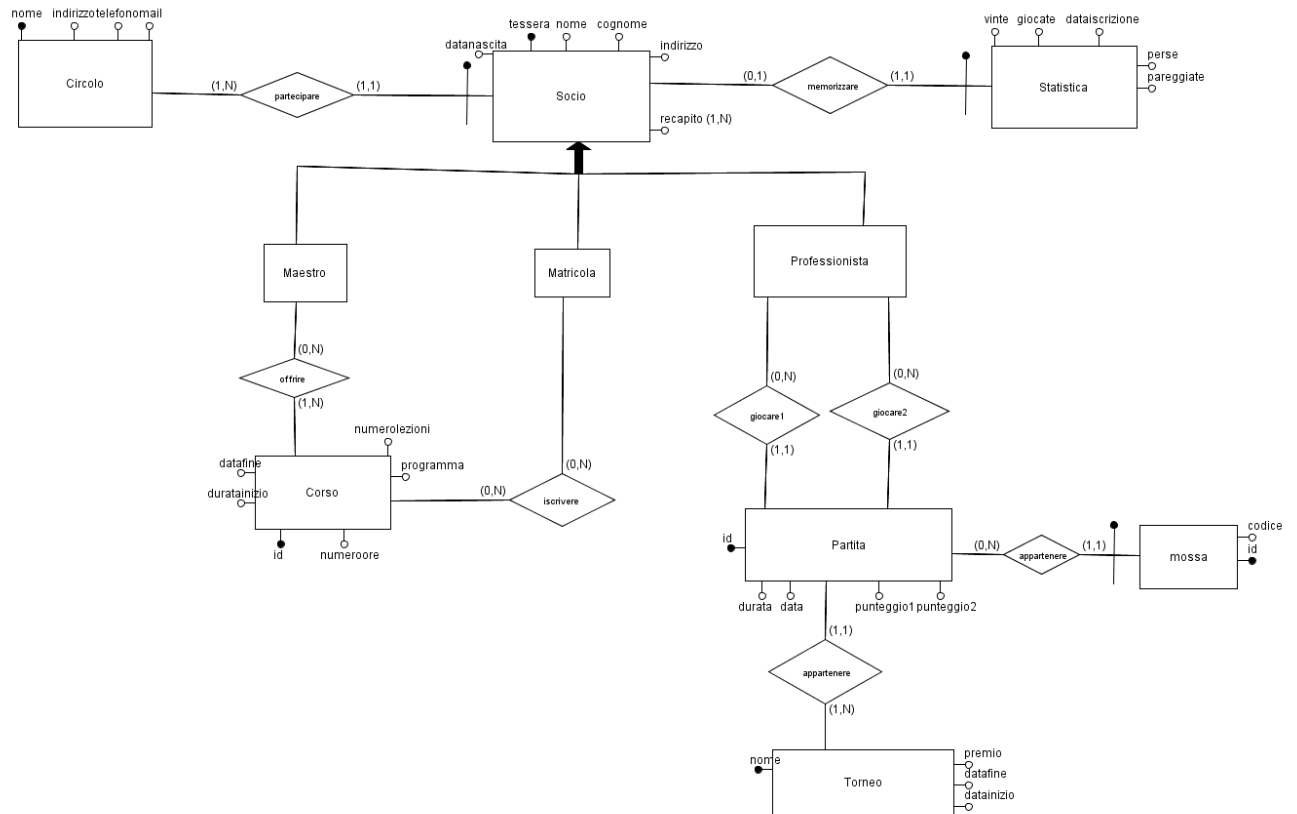 nome indirizzo telefono mail
Circolo
(1,N)
partecipare
(1,1)
datanascita
tessera nome cognome
indirizzo
Socio
recapito (1,N)
(0,1)
memorizzare
(1,1)
vinte giocate dataiscrizione
perse
pareggiate
Statistica
Maestro
Matricola
Professionista
(0,N)
offrire
(1,N)
numerolezioni
datafine
programma
duratainizio
Corso
id
numeroore
(0,N)
(0,N)
iscrivere
(0,N)
giocare1
(1,1)
(0,N)
giocare2
(1,1)
id
Partita
durata data punteggio1 punteggio2
(0,N)
appartenere
(1,1)
codice
id
mossa
(1,1)
appartenere
(1,N)
nome
Torneo
premio
datafine
datainizio